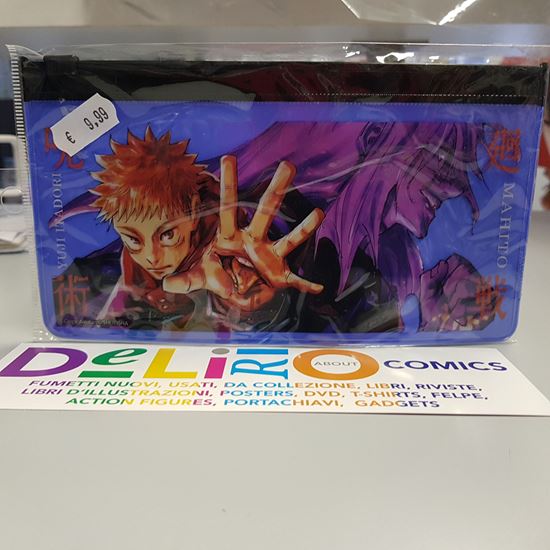 € 9,99
呪術
YUJI ITADORI
廻戦
MAHITO
DELIRIO ABOUT COMICS
FUMETTI NUOVI, USATI, DA COLLEZIONE, LIBRI, RIVISTE,
LIBRI D'ILLUSTRAZIONI, POSTERS, DVD, T-SHIRTS, FELPE,
ACTION FIGURES, PORTACHIAVI, GADGETS